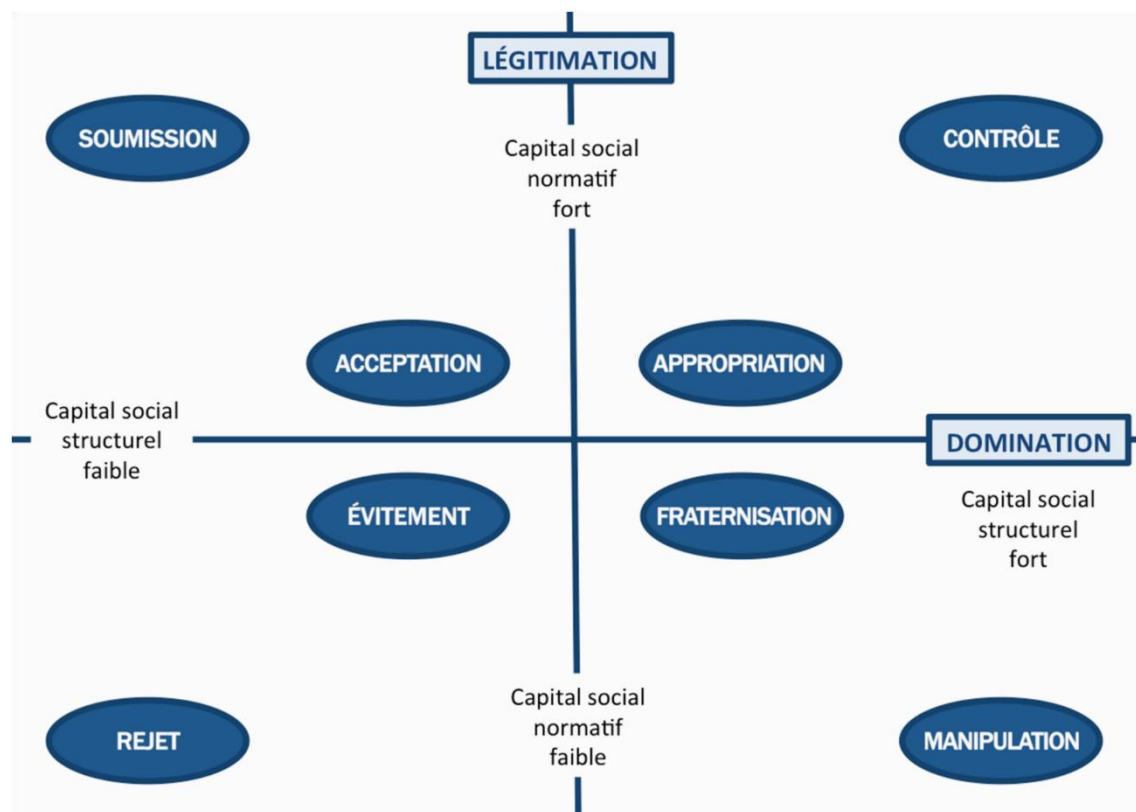 LÉGITIMATION
SOUMISSION
CONTRÔLE
Capital social
normatif
fort
ACCEPTATION
APPROPRIATION
Capital social
structurel
faible
DOMINATION
Capital social
structurel
fort
ÉVITEMENT
FRATERNISATION
Capital social
normatif
faible
REJET
MANIPULATION